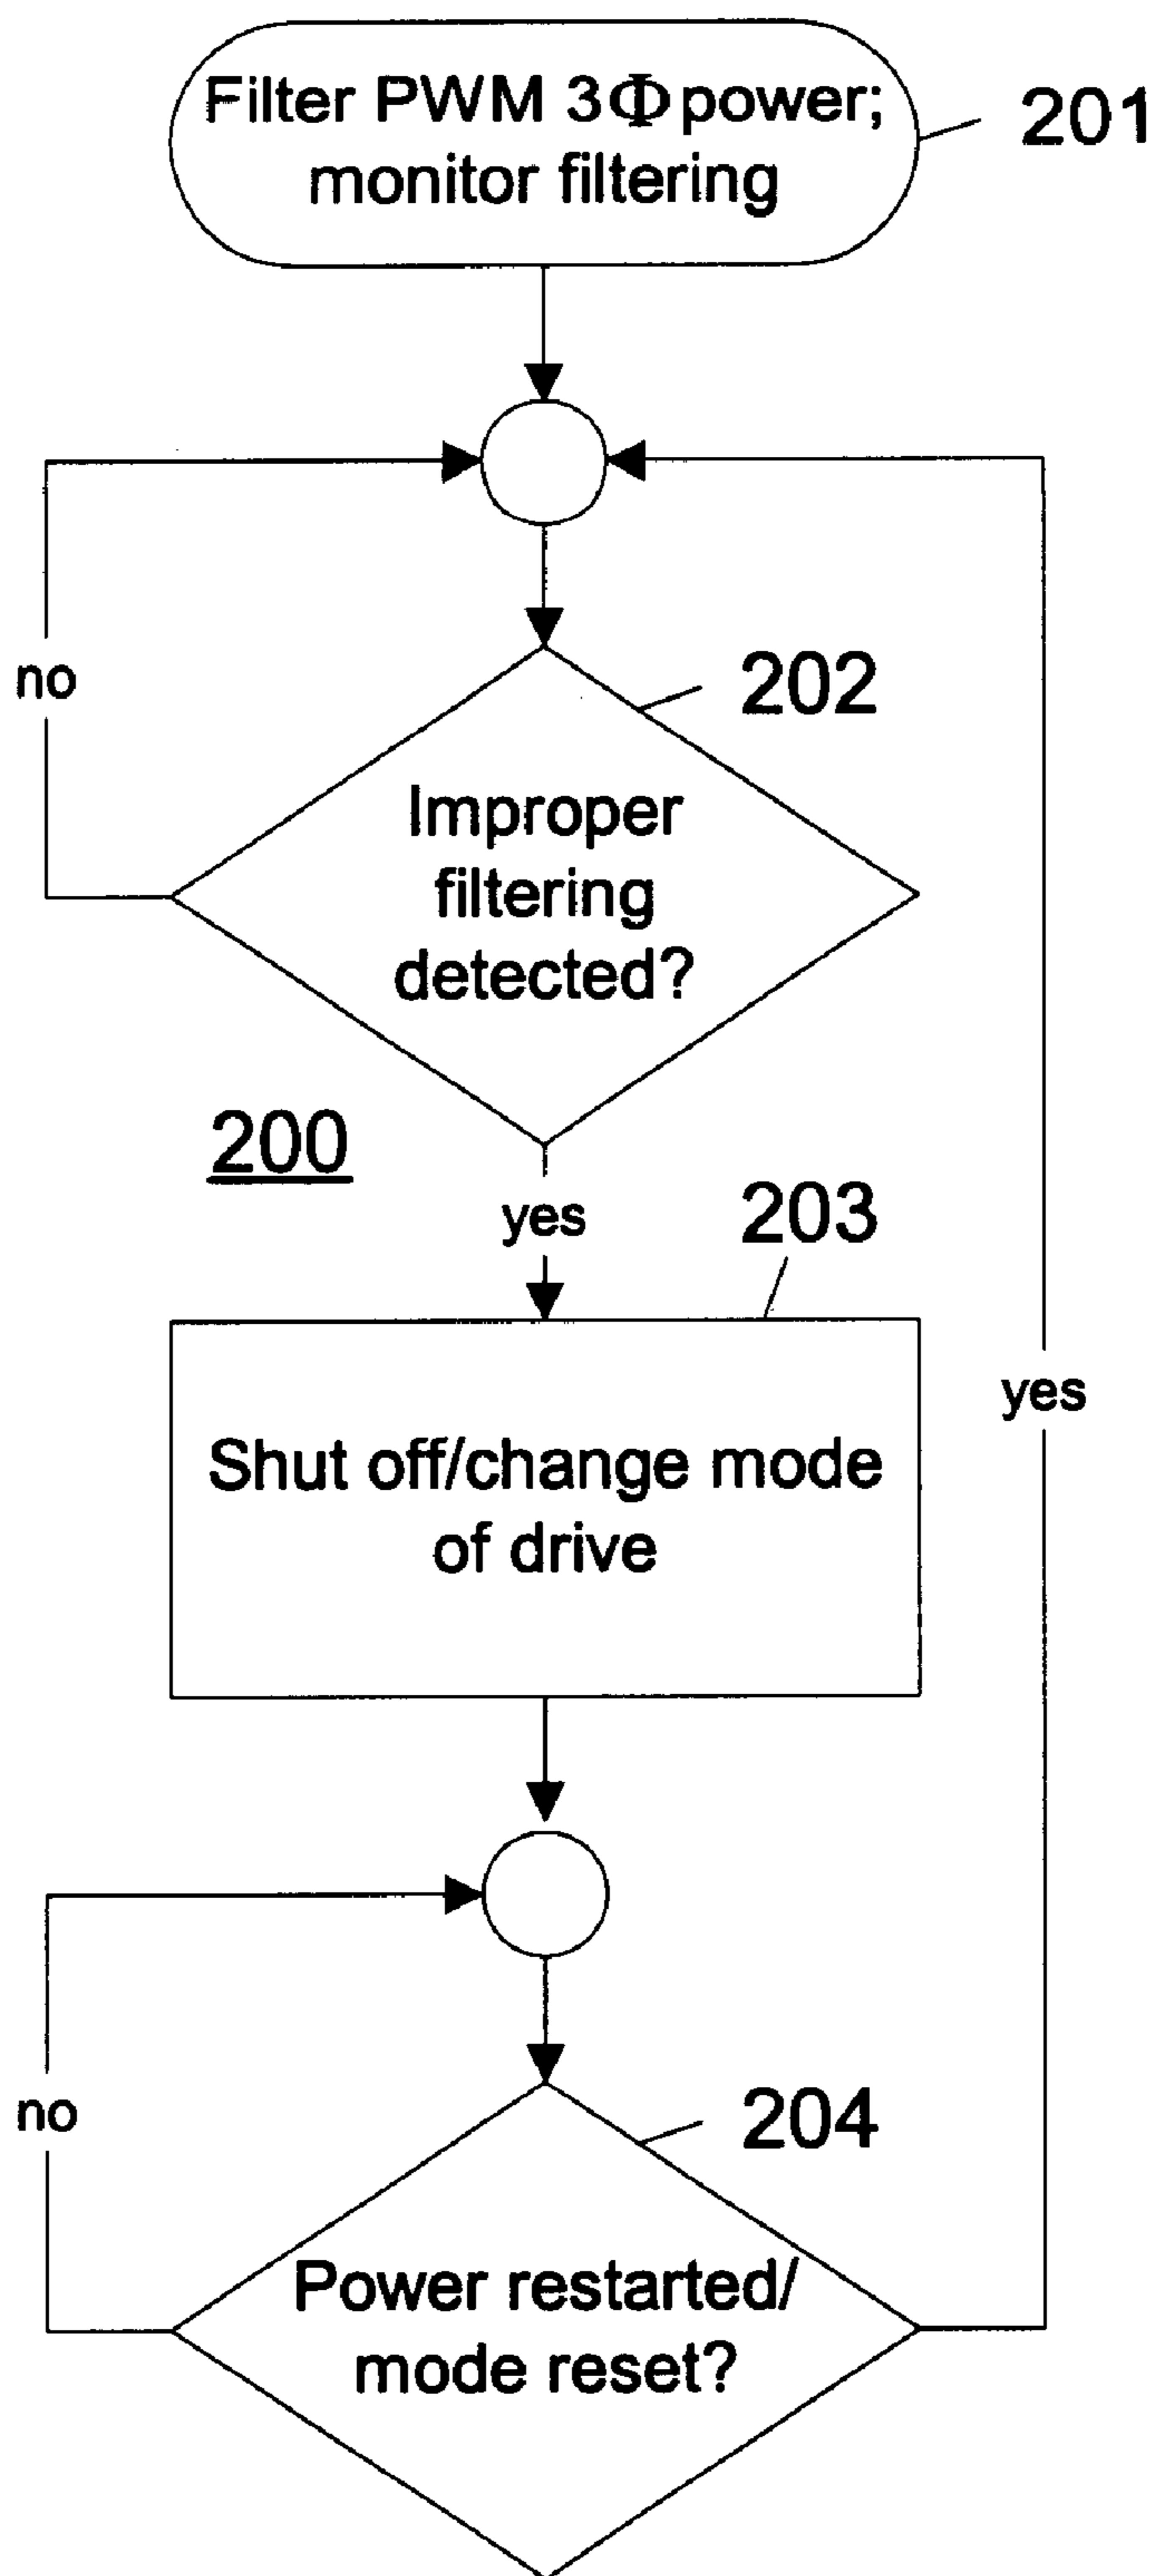 Filter PWM 3Φ power;
monitor filtering
201
no
202
Improper
filtering
detected?
200
yes
203
Shut off/change mode
of drive
yes
no
204
Power restarted/
mode reset?